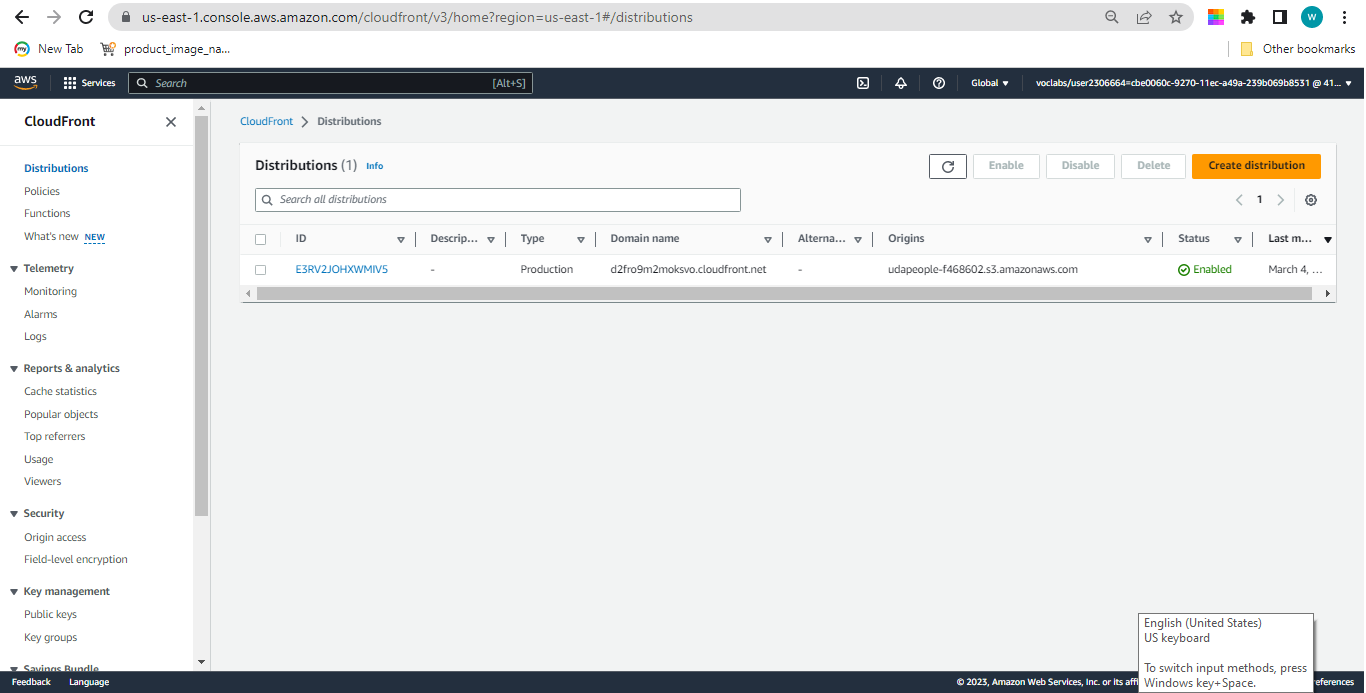 us-east-1.console.aws.amazon.com/cloudfront/v3/home?region=us-east-1#/distributions
W
New Tab
product_image_na...
Other bookmarks
aws
Services
Search
[Alt+S]
Global
voclabs/user2306664=cbe0060c-9270-11ec-a49a-239b069b8531 @ 41...
CloudFront
Distributions
Policies
Functions
What's new NEW
Telemetry
Monitoring
Alarms
Logs
Reports & analytics
Cache statistics
Popular objects
Top referrers
Usage
Viewers
Security
Origin access
Field-level encryption
Key management
Public keys
Key groups
Savings Bundle
CloudFront > Distributions
Distributions (1) Info
Enable
Disable
Delete
Create distribution
Search all distributions
1
ID Descrip... Type Domain name Alterna... Origins Status Last m...
E3RV2JOHXWMIV5 - Production d2fro9m2moksvo.cloudfront.net - udapeople-f468602.s3.amazonaws.com Enabled March 4, ...
English (United States)
US keyboard
To switch input methods, press
Windows key+Space.
Feedback Language
© 2023, Amazon Web Services, Inc. or its affi
eferences